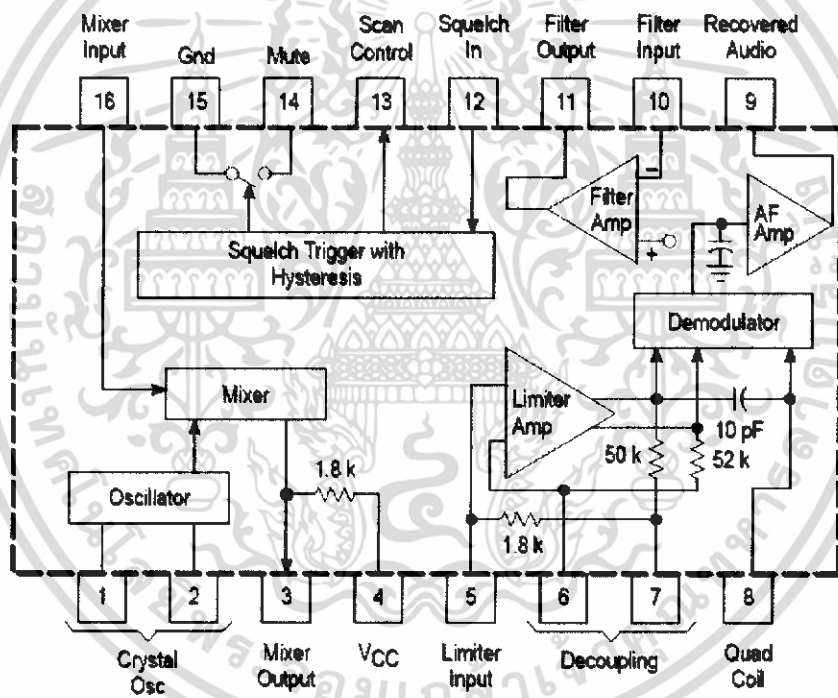 Mixer Input
Gnd
Mute
Scan Control
Squelch In
Filter Output
Filter Input
Recovered Audio
16
15
14
13
12
11
10
9
Filter Amp
AF Amp
Squelch Trigger with Hysteresis
Demodulator
Mixer
Limiter Amp
10 pF
50 k
52 k
1.8 k
Oscillator
1.8 k
1
2
3
4
5
6
7
8
Crystal Osc
Mixer Output
VCC
Limiter Input
Decoupling
Quad Coil